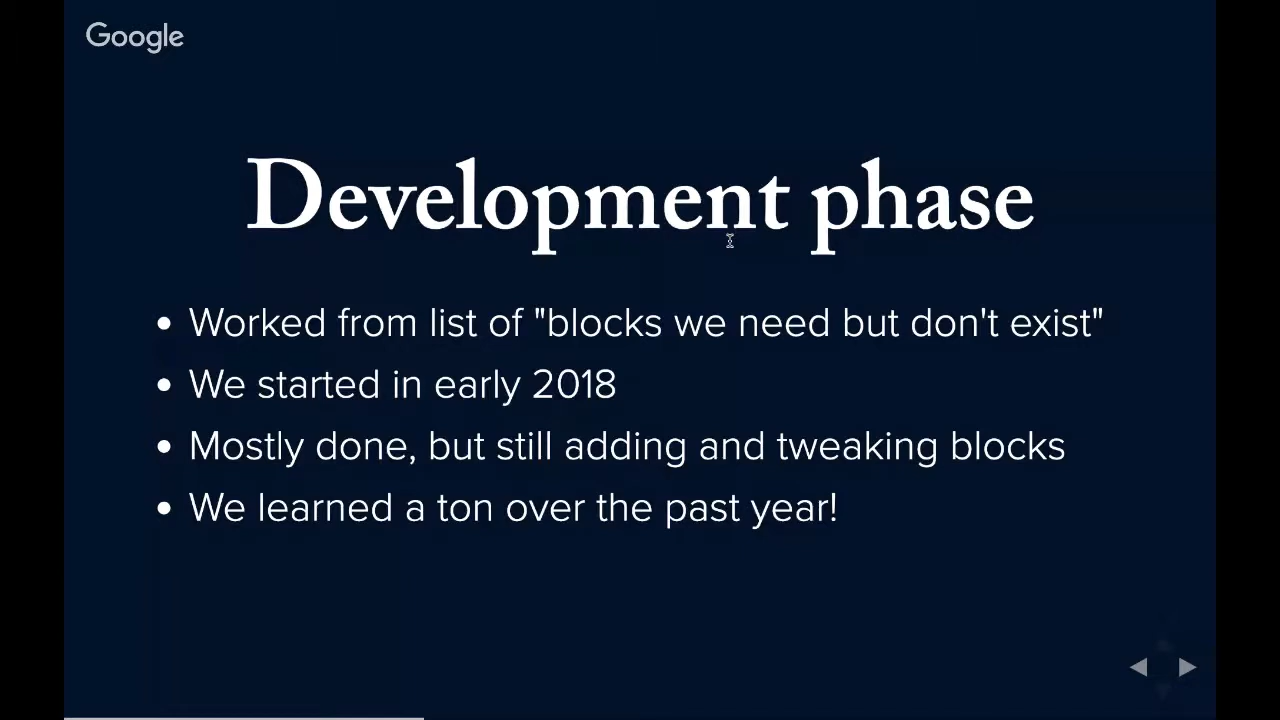 Google
Development phase
Worked from list of "blocks we need but don't exist"
We started in early 2018
Mostly done, but still adding and tweaking blocks
We learned a ton over the past year!